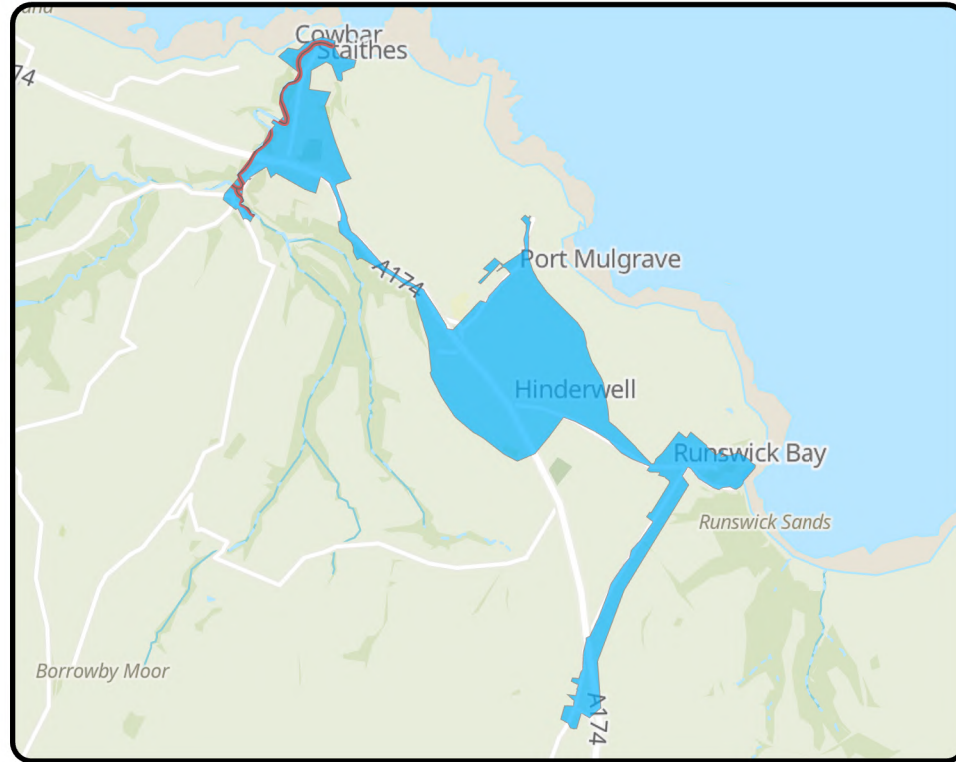 Cowbar
Staithes
74
A174
Port Mulgrave
Hinderwell
Runswick Bay
Runswick Sands
Borrowby Moor
A174